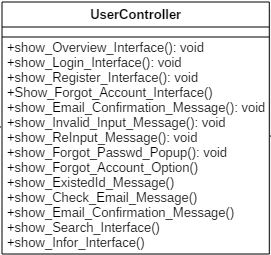 UserController
+show_Overview_Interface(): void
+show_Login_Interface(): void
+show_Register_Interface(): void
+Show_Forgot_Account_Interface()
+show_Email_Confirmation_Message(): void
+show_Invalid_Input_Message(): void
+show_ReInput_Message(): void
+show_Forgot_Passwd_Popup(): void
+show_Forgot_Account_Option()
+show_ExistedId_Message()
+show_Check_Email_Message()
+show_Email_Confirmation_Message()
+show_Search_Interface()
+show_Infor_Interface()